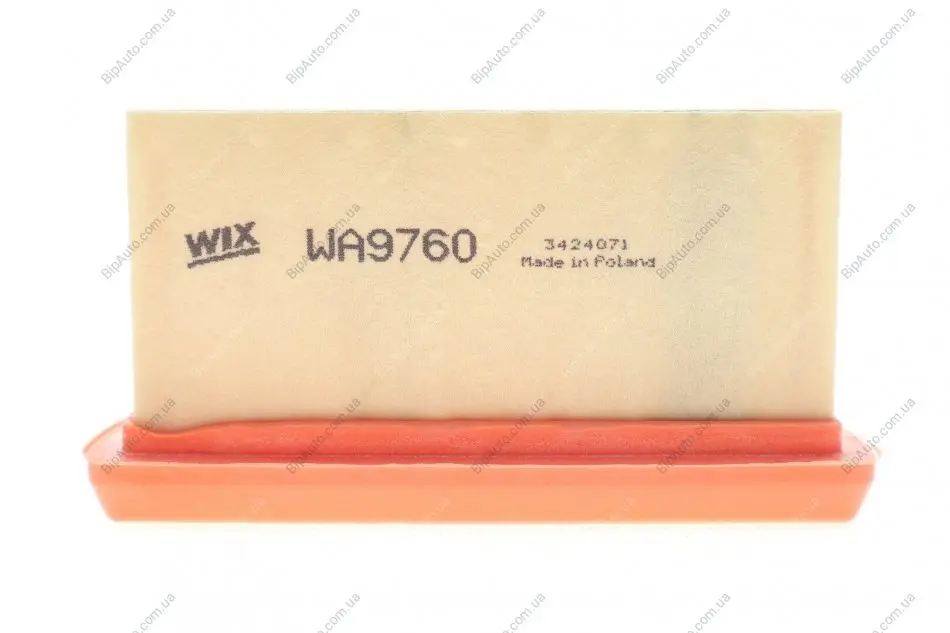 WIX WA9760 3424071
Made in Poland
BipAuto.com.ua